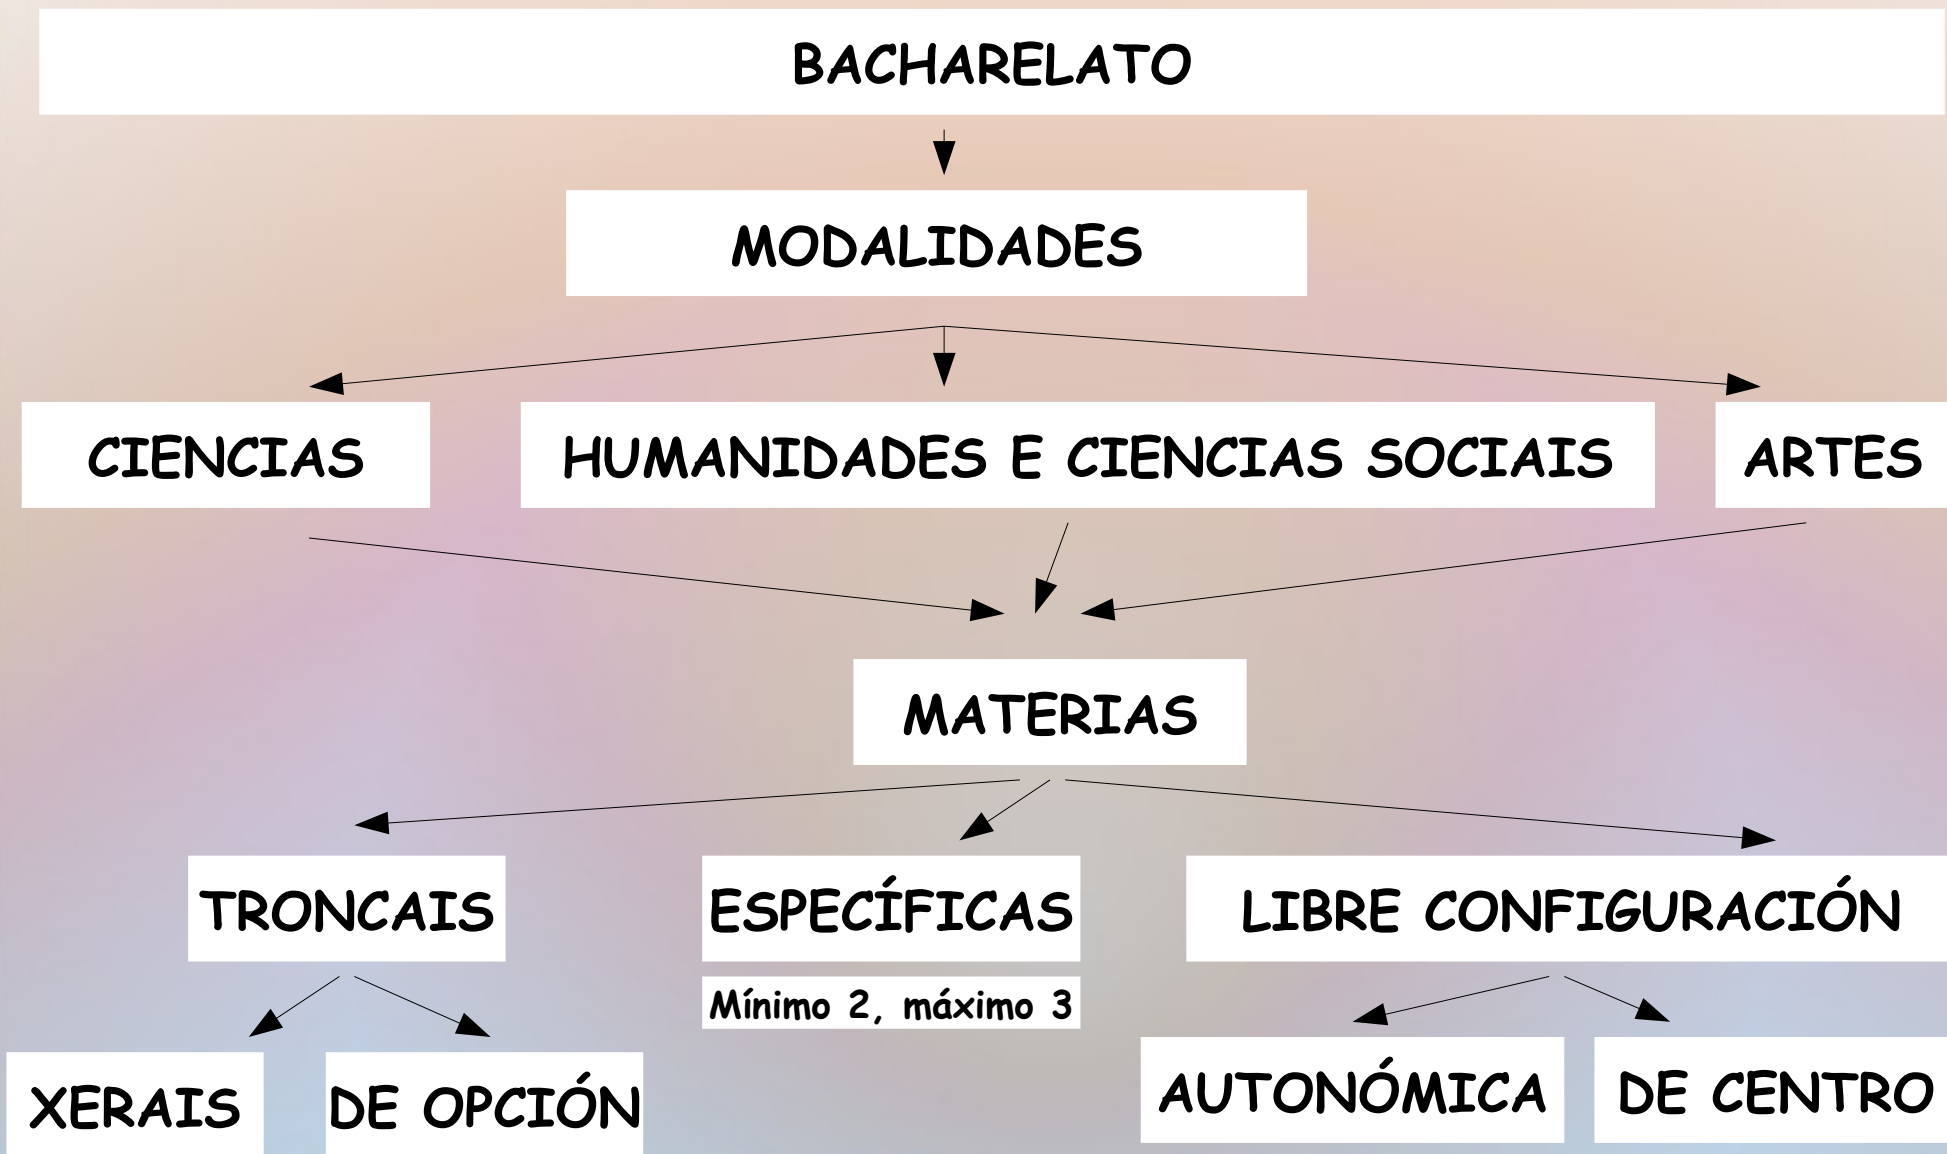 BACHARELATO
MODALIDADES
CIENCIAS
HUMANIDADES E CIENCIAS SOCIAIS
ARTES
MATERIAS
TRONCAIS
ESPECÍFICAS
LIBRE CONFIGURACIÓN
Mínimo 2, máximo 3
XERAIS
DE OPCIÓN
AUTONÓMICA
DE CENTRO